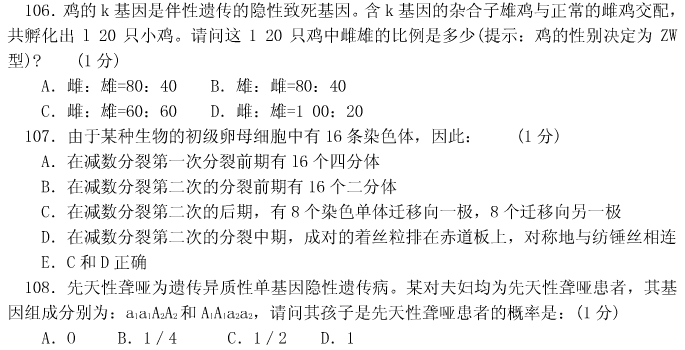 106．鸡的 k 基因是伴性遗传的隐性致死基因。含 k 基因的杂合子雄鸡与正常的雌鸡交配，
共孵化出 l 20 只小鸡。请问这 1 20 只鸡中雌雄的比例是多少(提示：鸡的性别决定为 ZW
型)? (1 分)
A．雌：雄=80：40 B．雄：雌=80：40
C．雌：雄=60：60 D．雌：雄=1 00：20
107．由于某种生物的初级卵母细胞中有 16 条染色体，因此： (1 分)
A．在减数分裂第一次分裂前期有 16 个四分体
B．在减数分裂第二次的分裂前期有 16 个二分体
C．在减数分裂第二次的后期，有 8 个染色单体迁移向一极，8 个迁移向另一极
D．在减数分裂第二次的分裂中期，成对的着丝粒排在赤道板上，对称地与纺锤丝相连
E．C 和 D 正确
108．先天性聋哑为遗传异质性单基因隐性遗传病。某对夫妇均为先天性聋哑患者，其基
因组成分别为：a₁a₁A₂A₂ 和 A₁A₁a₂a₂，请问其孩子是先天性聋哑患者的概率是：(1 分)
A．O B．1／4 C．1／2 D．1